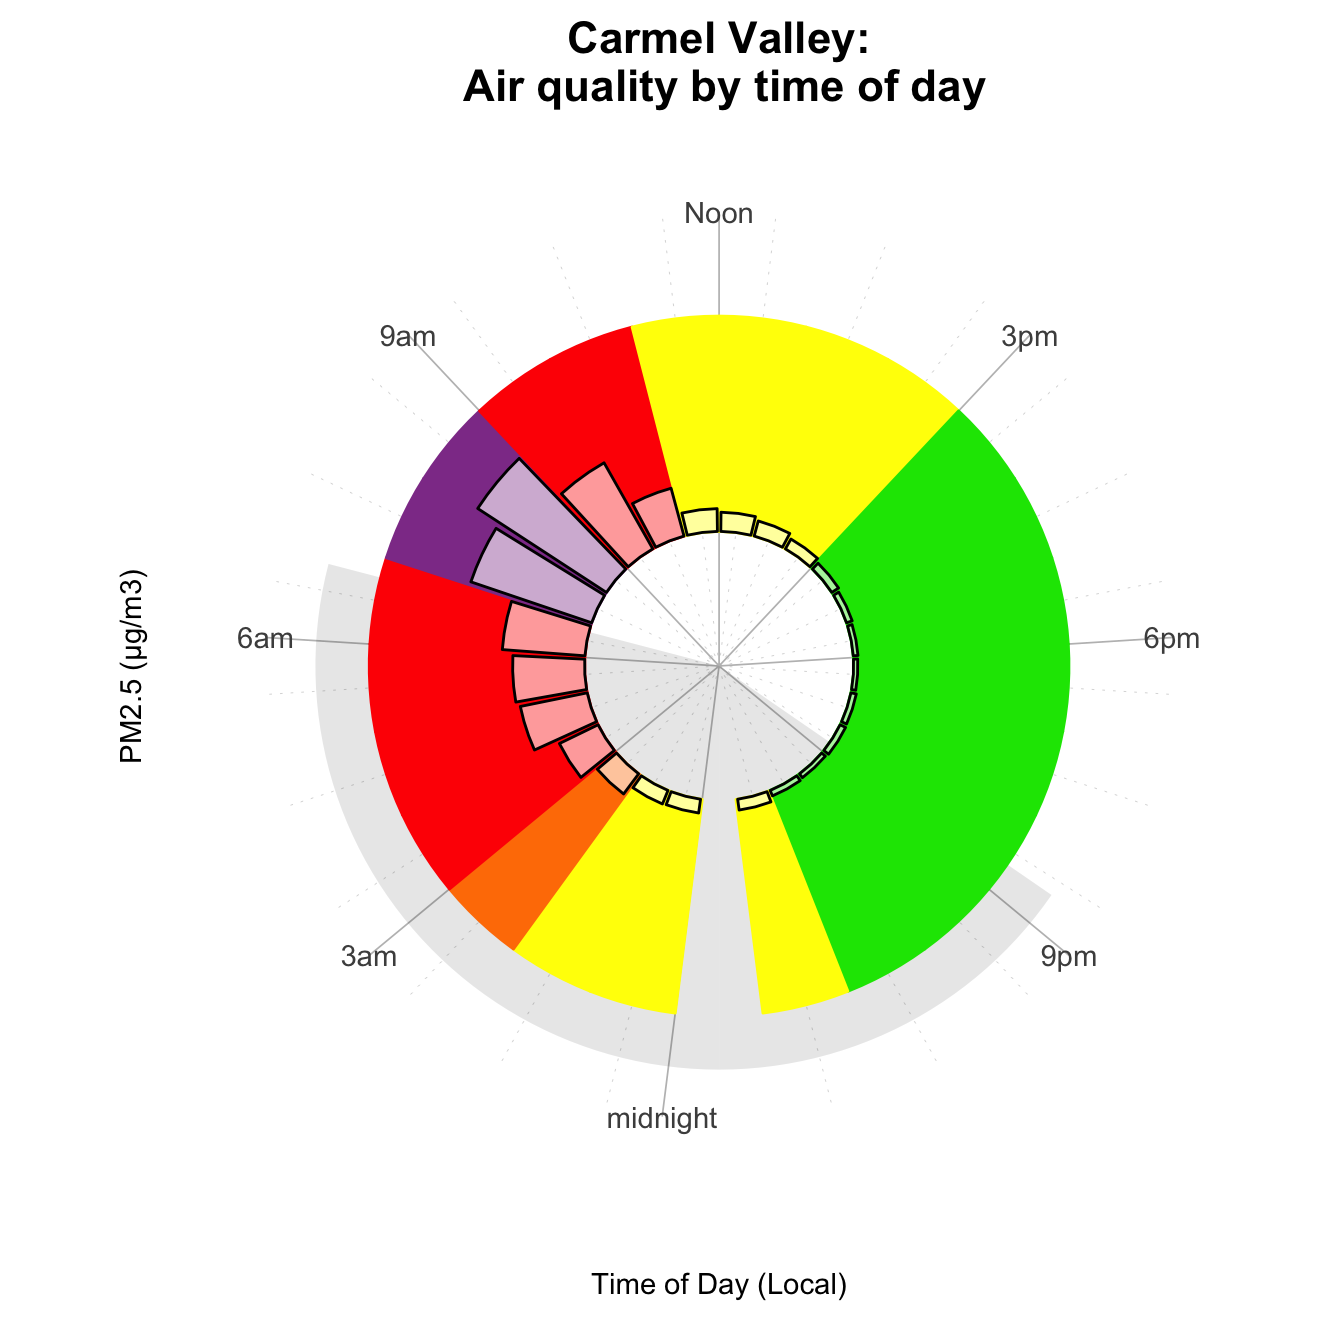 Carmel Valley:
Air quality by time of day
Noon
9am
3pm
6am
6pm
3am
9pm
midnight
PM2.5 (μg/m3)
Time of Day (Local)